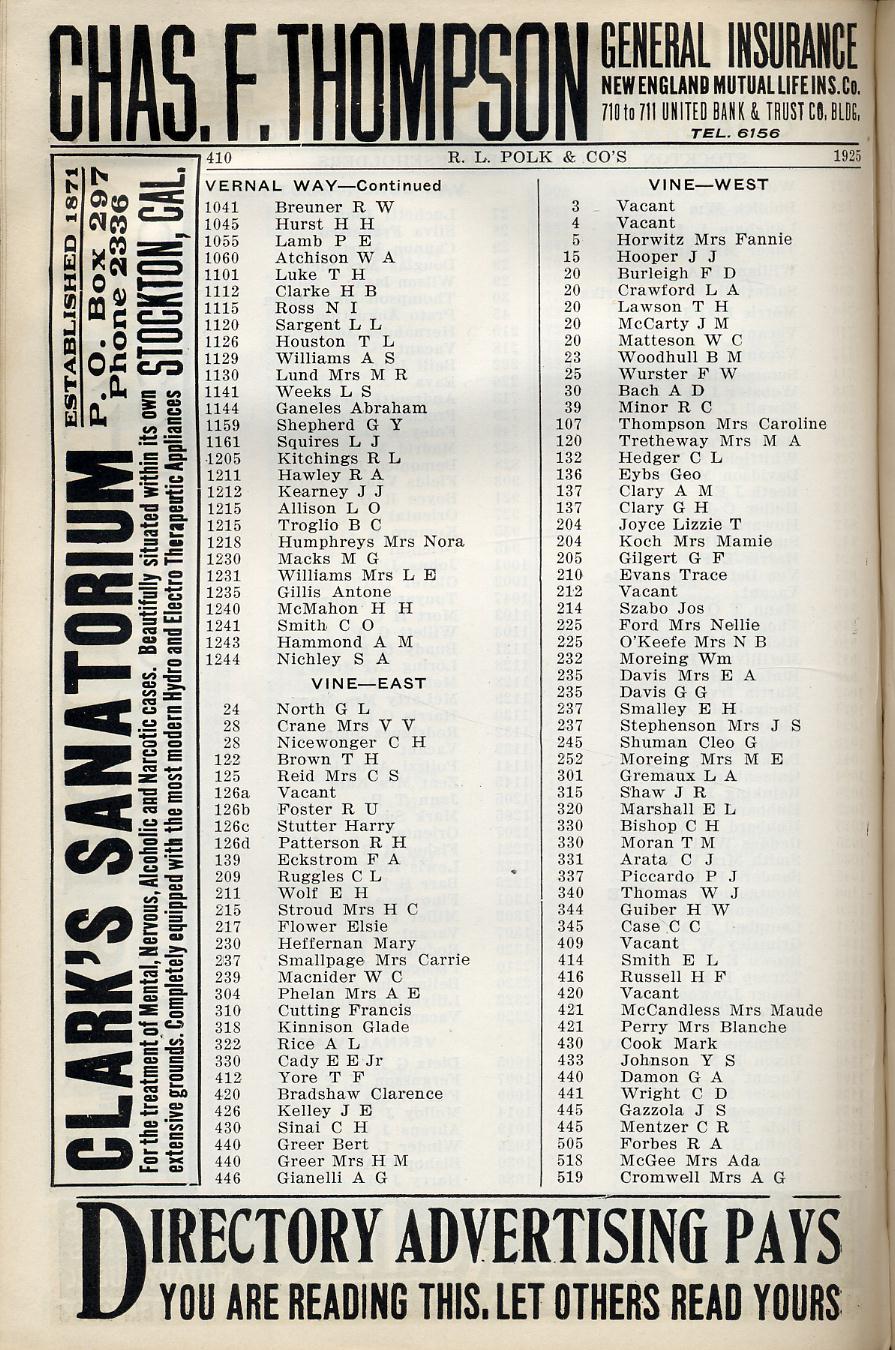 CHAS. F. THOMPSON
GENERAL INSURANCE
NEW ENGLAND MUTUAL LIFE INS. Co.
710 to 711 UNITED BANK & TRUST CO, BLDG,
TEL. 6156
410 R. L. POLK & CO'S 1925
CLARK'S SANATORIUM
ESTABLISHED 1871
P. O. Box 297
Phone 2336
STOCKTON, CAL.
For the treatment of Mental, Nervous, Alcoholic and Narcotic cases. Beautifully situated within its own
extensive grounds. Completely equipped with the most modern Hydro and Electro Therapeutic Appliances
VERNAL WAY—Continued
1041 Breuner R W
1045 Hurst H H
1055 Lamb P E
1060 Atchison W A
1101 Luke T H
1112 Clarke H B
1115 Ross N I
1120 Sargent L L
1126 Houston T L
1129 Williams A S
1130 Lund Mrs M R
1141 Weeks L S
1144 Ganeles Abraham
1159 Shepherd G Y
1161 Squires L J
1205 Kitchings R L
1211 Hawley R A
1212 Kearney J J
1215 Allison L O
1215 Troglio B C
1218 Humphreys Mrs Nora
1230 Macks M G
1231 Williams Mrs L E
1235 Gillis Antone
1240 McMahon H H
1241 Smith C O
1243 Hammond A M
1244 Nichley S A
VINE—EAST
24 North G L
28 Crane Mrs V V
28 Nicewonger C H
122 Brown T H
125 Reid Mrs C S
126a Vacant
126b Foster R U
126c Stutter Harry
126d Patterson R H
139 Eckstrom F A
209 Ruggles C L
211 Wolf E H
215 Stroud Mrs H C
217 Flower Elsie
230 Heffernan Mary
237 Smallpage Mrs Carrie
239 Macnider W C
304 Phelan Mrs A E
310 Cutting Francis
318 Kinnison Glade
322 Rice A L
330 Cady E E Jr
412 Yore T F
420 Bradshaw Clarence
426 Kelley J E
430 Sinai C H
440 Greer Bert
440 Greer Mrs H M
446 Gianelli A G
VINE—WEST
3 Vacant
4 Vacant
5 Horwitz Mrs Fannie
15 Hooper J J
20 Burleigh F D
20 Crawford L A
20 Lawson T H
20 McCarty J M
20 Matteson W C
23 Woodhull B M
25 Wurster F W
30 Bach A D
39 Minor R C
107 Thompson Mrs Caroline
120 Tretheway Mrs M A
132 Hedger C L
136 Eybs Geo
137 Clary A M
137 Clary G H
204 Joyce Lizzie T
204 Koch Mrs Mamie
205 Gilgert G F
210 Evans Trace
212 Vacant
214 Szabo Jos
225 Ford Mrs Nellie
225 O'Keefe Mrs N B
232 Moreing Wm
235 Davis Mrs E A
235 Davis G G
237 Smalley E H
237 Stephenson Mrs J S
245 Shuman Cleo G
252 Moreing Mrs M E
301 Gremaux L A
315 Shaw J R
320 Marshall E L
330 Bishop C H
330 Moran T M
331 Arata C J
337 Piccardo P J
340 Thomas W J
344 Guiber H W
345 Case C C
409 Vacant
414 Smith E L
416 Russell H F
420 Vacant
421 McCandless Mrs Maude
421 Perry Mrs Blanche
430 Cook Mark
433 Johnson Y S
440 Damon G A
441 Wright C D
445 Gazzola J S
445 Mentzer C R
505 Forbes R A
518 McGee Mrs Ada
519 Cromwell Mrs A G
DIRECTORY ADVERTISING PAYS
YOU ARE READING THIS. LET OTHERS READ YOURS